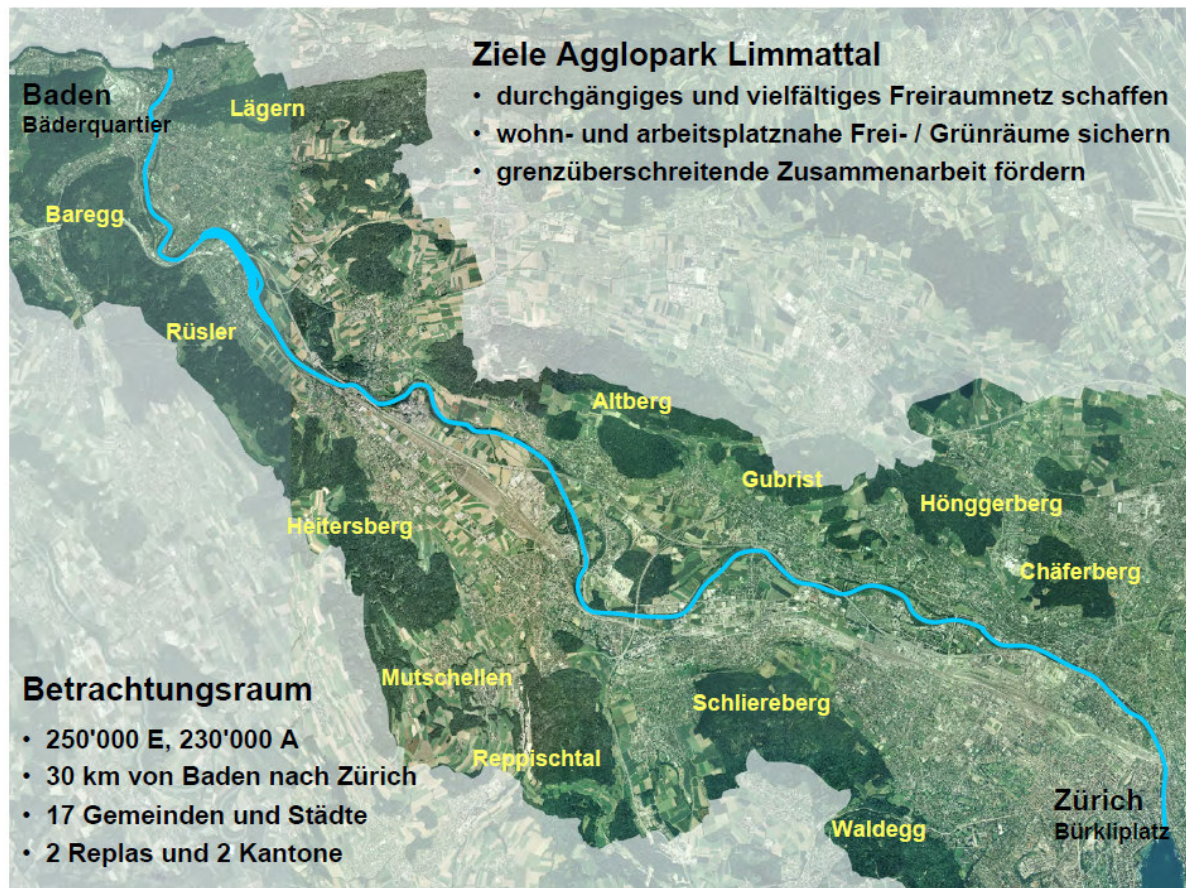 Ziele Agglopark Limmattal
• durchgängiges und vielfältiges Freiraumnetz schaffen
• wohn- und arbeitsplatznahe Frei- / Grünräume sichern
• grenzüberschreitende Zusammenarbeit fördern
Baden
Bäderquartier
Lägern
Baregg
Rüsler
Altberg
Gubrist
Hönggerberg
Heitersberg
Chäferberg
Mutschellen
Schliereberg
Reppischtal
Waldegg
Betrachtungsraum
• 250'000 E, 230'000 A
• 30 km von Baden nach Zürich
• 17 Gemeinden und Städte
• 2 Replas und 2 Kantone
Zürich
Bürkliplatz